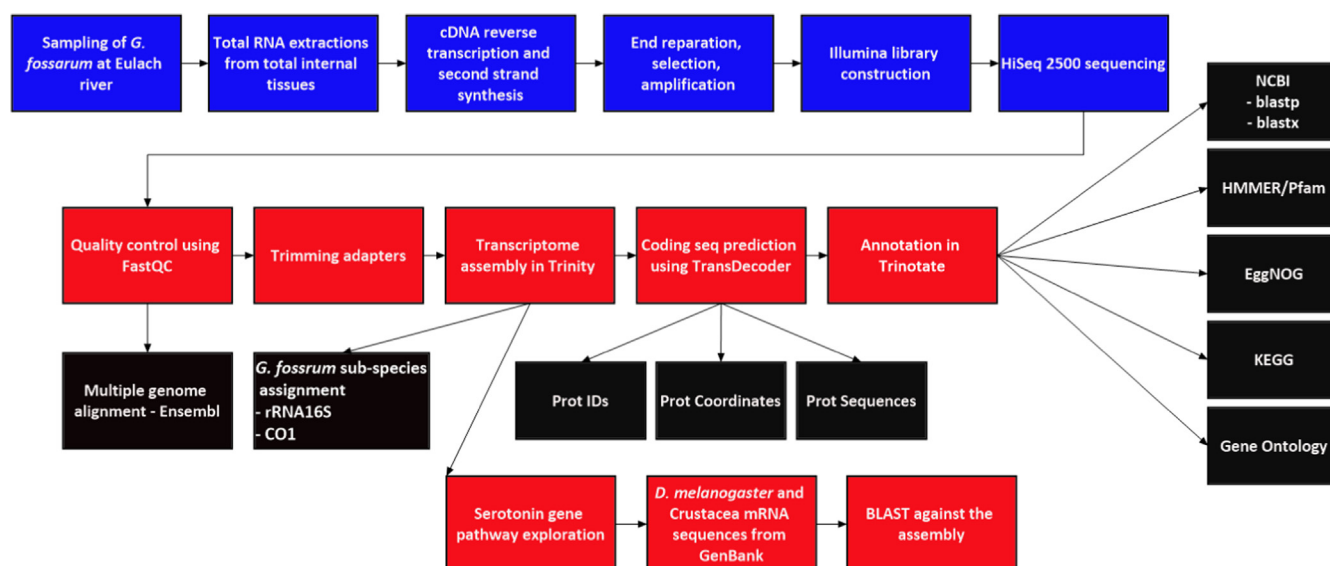 Sampling of G.
fossarum at Eulach
river
Total RNA extractions
from total internal
tissues
cDNA reverse
transcription and
second strand
synthesis
End reparation,
selection,
amplification
Illumina library
construction
HiSeq 2500 sequencing
NCBI
- blastp
- blastx
HMMER/Pfam
EggNOG
KEGG
Gene Ontology
Quality control using
FastQC
Trimming adapters
Transcriptome
assembly in Trinity
Coding seq prediction
using TransDecoder
Annotation in
Trinotate
Multiple genome
alignment - Ensembl
G. fossrum sub-species
assignment
- rRNA16S
- CO1
Prot IDs
Prot Coordinates
Prot Sequences
Serotonin gene
pathway exploration
D. melanogaster and
Crustacea mRNA
sequences from
GenBank
BLAST against the
assembly